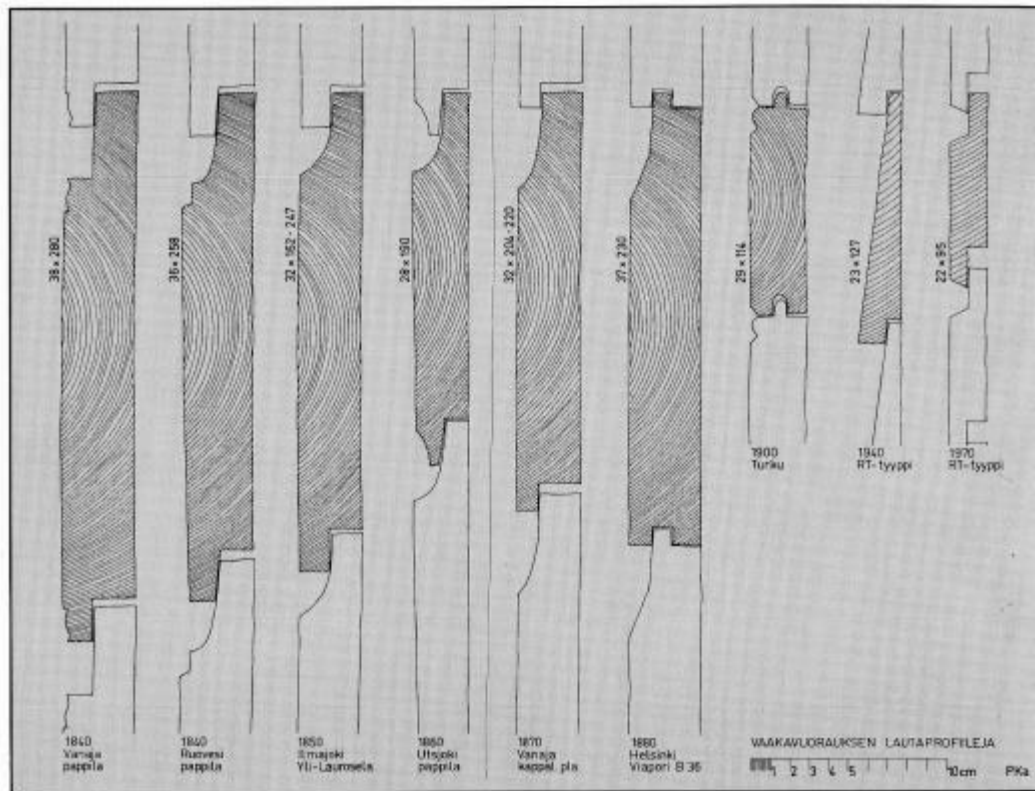 38 × 280
36 × 258
32 × 162 - 247
28 × 190
32 × 204 - 220
37 × 230
29 × 114
23 × 127
22 × 95
1900
Turku
1940
RT-tyyppi
1970
RT-tyyppi
1840
Vanaja
pappila
1840
Ruovesi
pappila
1850
Ilmajoki
Yli-Laurosela
1860
Utsjoki
pappila
1870
Vanaja
kappal. pla
1880
Helsinki
Viapori B 36
VAAKAVUORAUKSEN LAUTAPROFIILEJA
1 2 3 4 5 10cm PKa